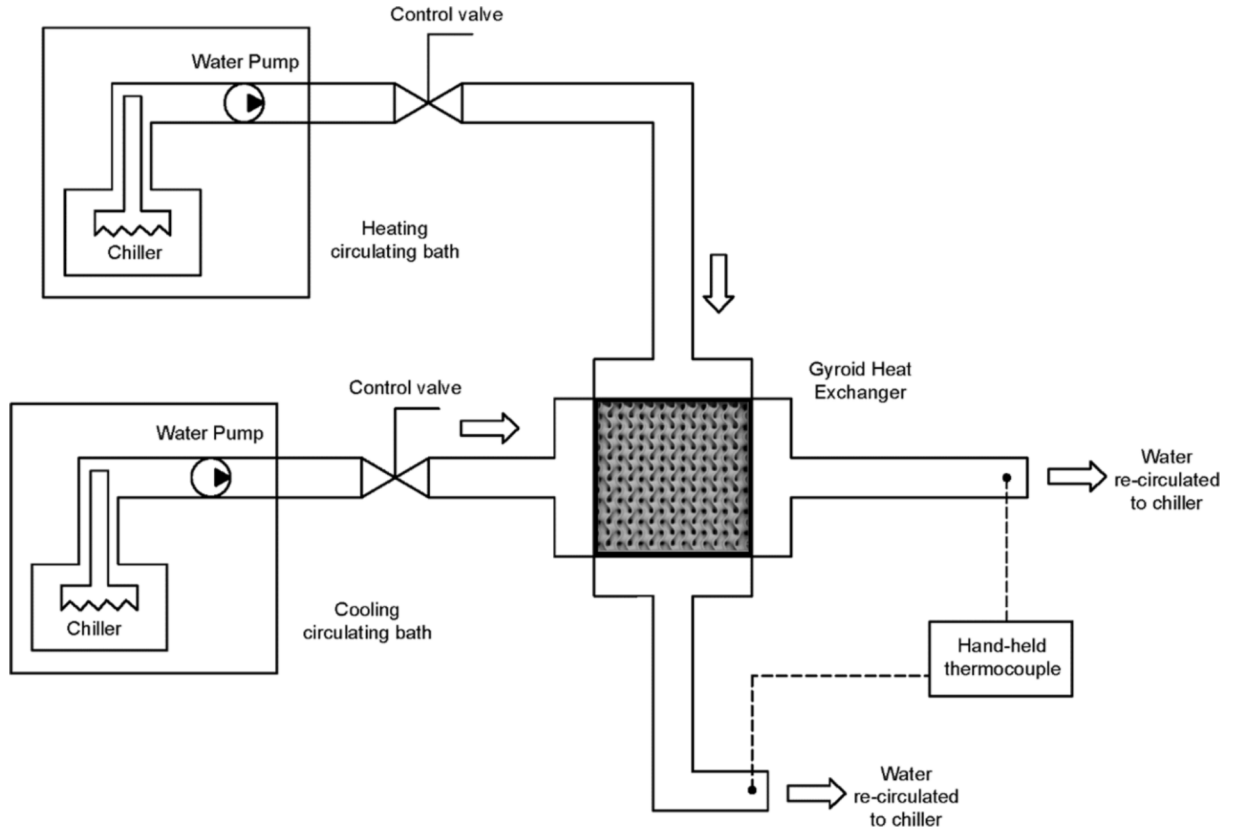 Control valve
Water Pump
Heating
circulating bath
Chiller
Gyroid Heat
Exchanger
Control valve
Water Pump
Water
re-circulated
to chiller
Cooling
circulating bath
Chiller
Hand-held
thermocouple
Water
re-circulated
to chiller